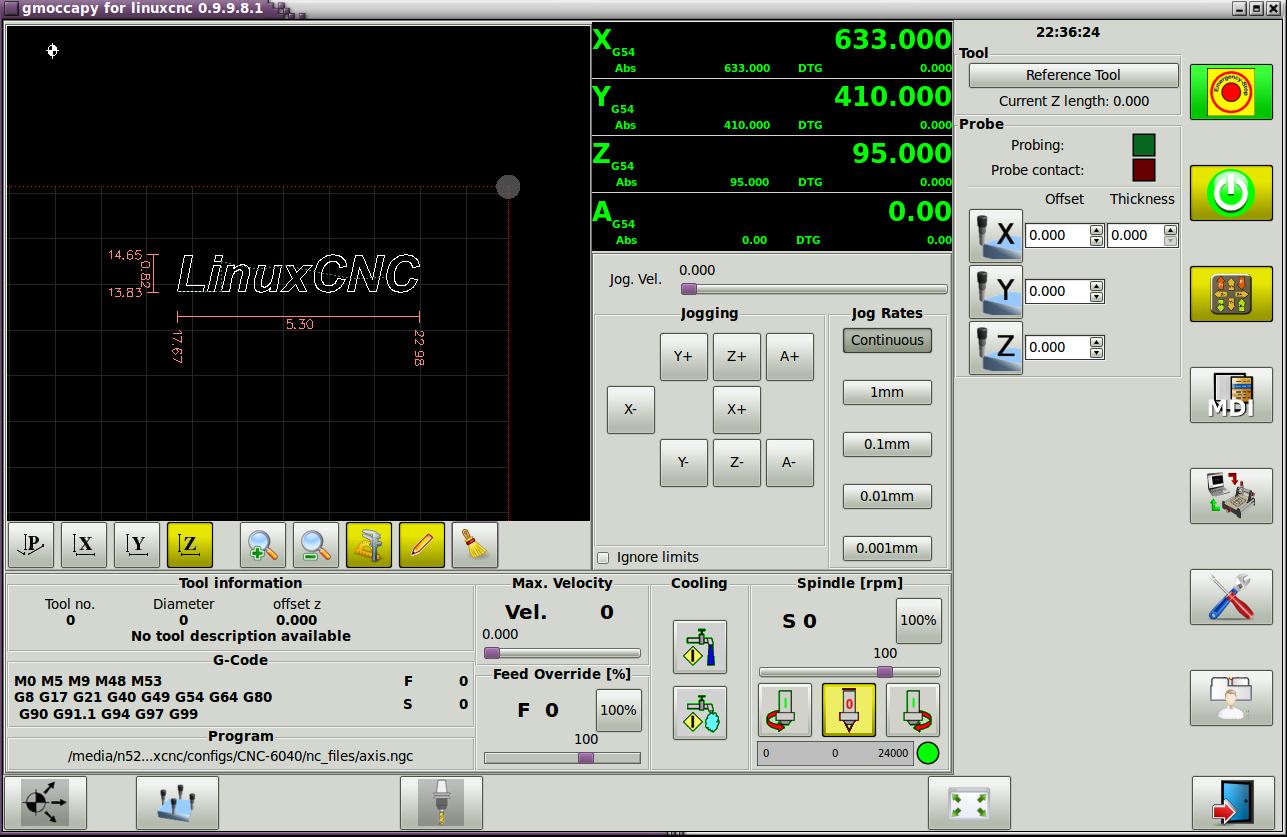 gmoccapy for linuxcnc 0.9.9.8.1
14.65
0.82
13.83
LinuxCNC
5.30
17.67
22.98
P X Y Z
X G54 633.000
Abs 633.000 DTG 0.000
Y G54 410.000
Abs 410.000 DTG 0.000
Z G54 95.000
Abs 95.000 DTG 0.000
A G54 0.00
Abs 0.00 DTG 0.00
Jog. Vel. 0.000
Jogging
Y+ Z+ A+
X- X+
Y- Z- A-
Ignore limits
Jog Rates
Continuous
1mm
0.1mm
0.01mm
0.001mm
22:36:24
Tool
Reference Tool
Current Z length: 0.000
Probe
Probing:
Probe contact:
Offset Thickness
X 0.000 0.000
Y 0.000
Z 0.000
Emergency-Stop
MDI
Tool information
Tool no. Diameter offset z
0 0 0.000
No tool description available
G-Code
M0 M5 M9 M48 M53
G8 G17 G21 G40 G49 G54 G64 G80
G90 G91.1 G94 G97 G99
F 0
S 0
Program
/media/n52...xcnc/configs/CNC-6040/nc_files/axis.ngc
Max. Velocity
Vel. 0
0.000
Feed Override [%]
F 0 100%
100
Cooling
I
I
Spindle [rpm]
S 0 100%
100
I 0 I
0 0 24000